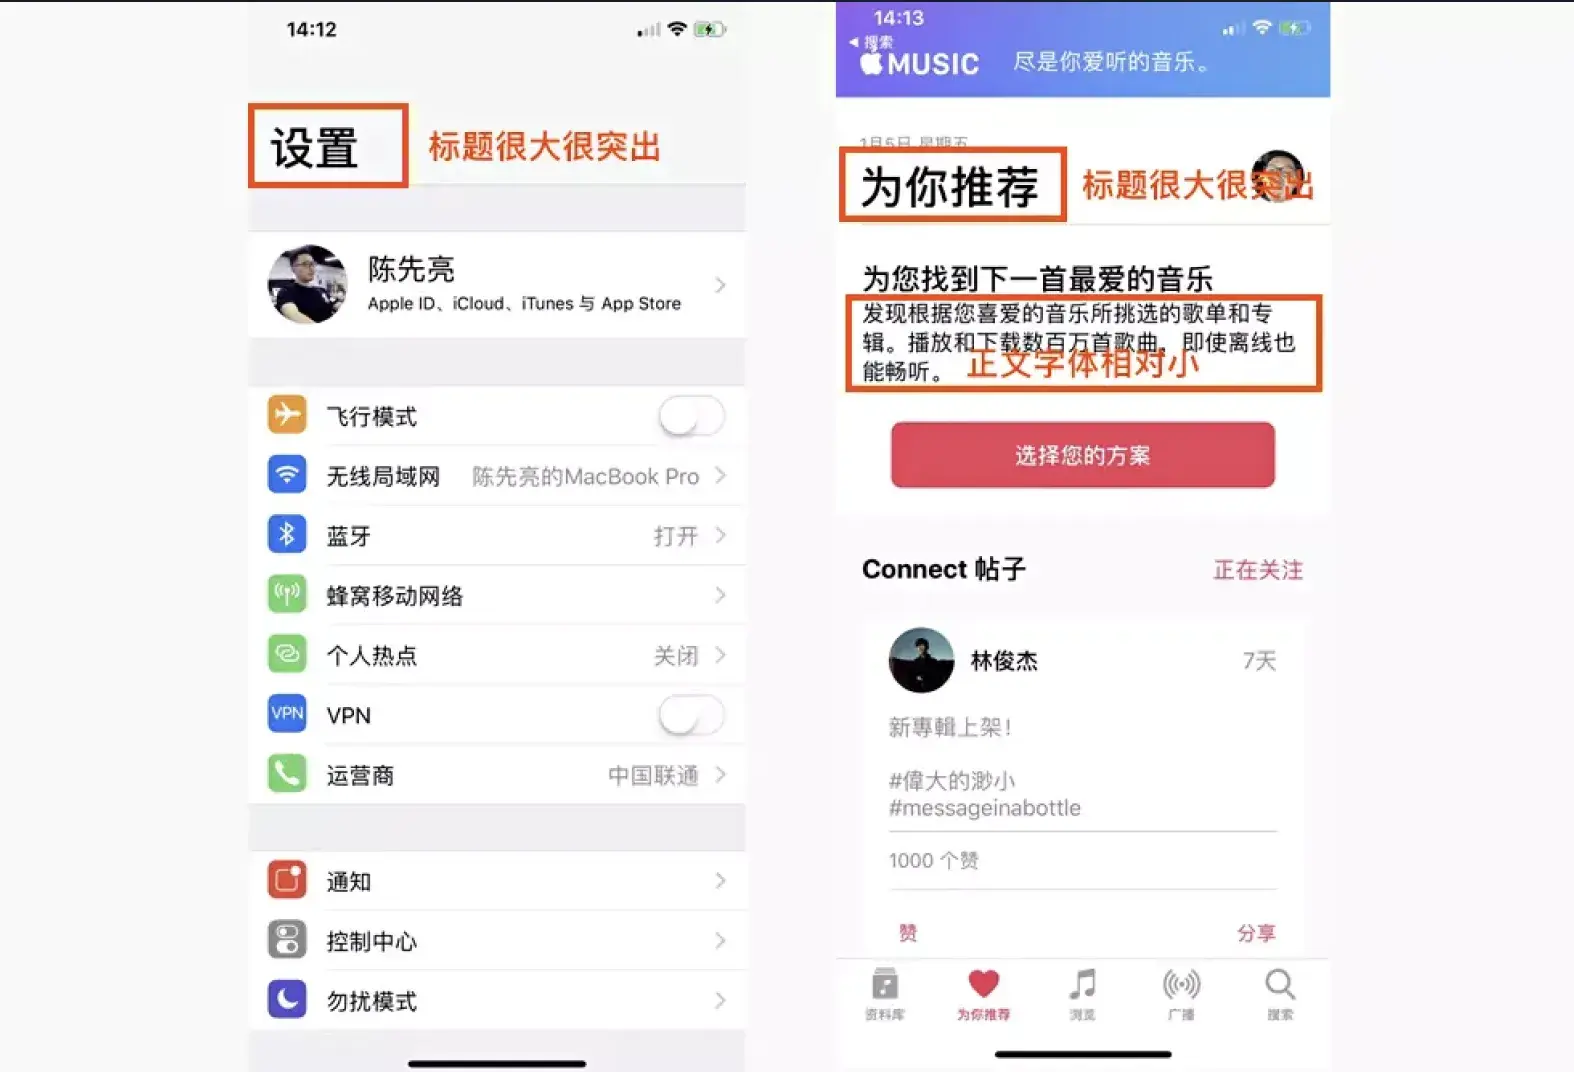 14:12
设置
标题很大很突出
陈先亮
Apple ID、iCloud、iTunes 与 App Store
飞行模式
无线局域网 陈先亮的MacBook Pro
蓝牙 打开
蜂窝移动网络
个人热点 关闭
VPN VPN
运营商 中国联通
通知
控制中心
勿扰模式
14:13
搜索
MUSIC 尽是你爱听的音乐。
1月5日 星期五
为你推荐
标题很大很突出
为您找到下一首最爱的音乐
发现根据您喜爱的音乐所挑选的歌单和专
辑。播放和下载数百万首歌曲，即使离线也
能畅听。
正文字体相对小
选择您的方案
Connect 帖子 正在关注
林俊杰 7天
新專輯上架！
#偉大的渺小
#messageinabottle
1000 个赞
赞 分享
资料库 为你推荐 浏览 广播 搜索